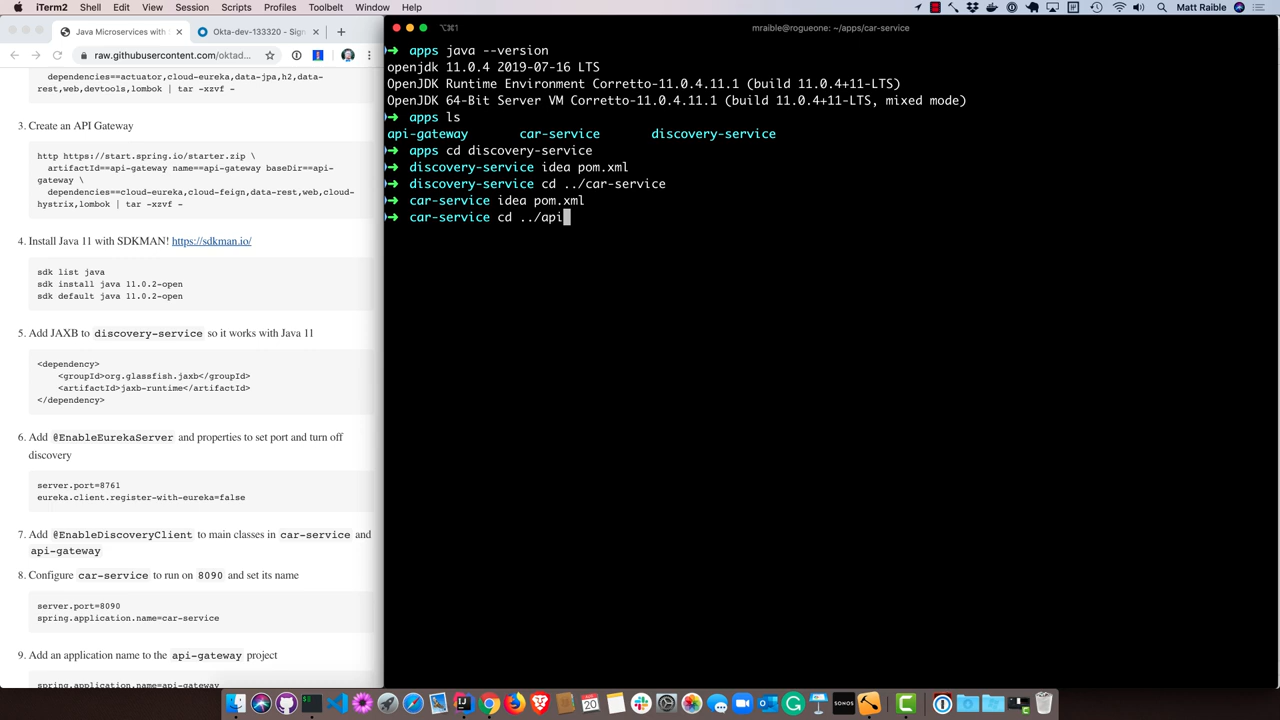 iTerm2 Shell Edit View Session Scripts Profiles Toolbelt Window Help
Matt Raible
Java Microservices with S
Okta-dev-133320 - Sign
raw.githubusercontent.com/oktad...
dependencies==actuator,cloud-eureka,data-jpa,h2,data-
rest,web,devtools,lombok | tar -xzvf -
3. Create an API Gateway
http https://start.spring.io/starter.zip \
artifactId==api-gateway name==api-gateway baseDir==api-
gateway \
dependencies==cloud-eureka,cloud-feign,data-rest,web,cloud-
hystrix,lombok | tar -xzvf -
4. Install Java 11 with SDKMAN! https://sdkman.io/
sdk list java
sdk install java 11.0.2-open
sdk default java 11.0.2-open
5. Add JAXB to discovery-service so it works with Java 11
<dependency>
<groupId>org.glassfish.jaxb</groupId>
<artifactId>jaxb-runtime</artifactId>
</dependency>
6. Add @EnableEurekaServer and properties to set port and turn off
discovery
server.port=8761
eureka.client.register-with-eureka=false
7. Add @EnableDiscoveryClient to main classes in car-service and
api-gateway
8. Configure car-service to run on 8090 and set its name
server.port=8090
spring.application.name=car-service
9. Add an application name to the api-gateway project
spring.application.name=api-gateway
⌥⌘1
mraible@rogueone: ~/apps/car-service
➜ apps java --version
openjdk 11.0.4 2019-07-16 LTS
OpenJDK Runtime Environment Corretto-11.0.4.11.1 (build 11.0.4+11-LTS)
OpenJDK 64-Bit Server VM Corretto-11.0.4.11.1 (build 11.0.4+11-LTS, mixed mode)
➜ apps ls
api-gateway car-service discovery-service
➜ apps cd discovery-service
➜ discovery-service idea pom.xml
➜ discovery-service cd ../car-service
➜ car-service idea pom.xml
➜ car-service cd ../api
20
SONOS